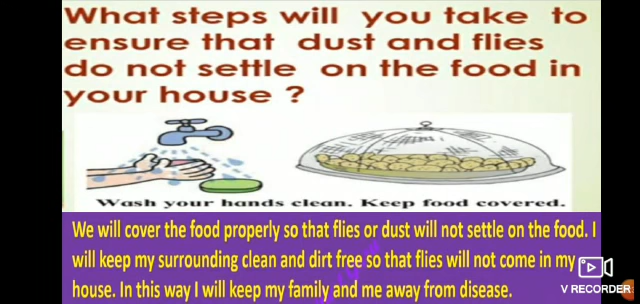 What steps will you take to
ensure that dust and flies
do not settle on the food in
your house ?
Wash your hands clean. Keep food covered.
We will cover the food properly so that flies or dust will not settle on the food. I
will keep my surrounding clean and dirt free so that flies will not come in my
house. In this way I will keep my family and me away from disease.
V RECORDER